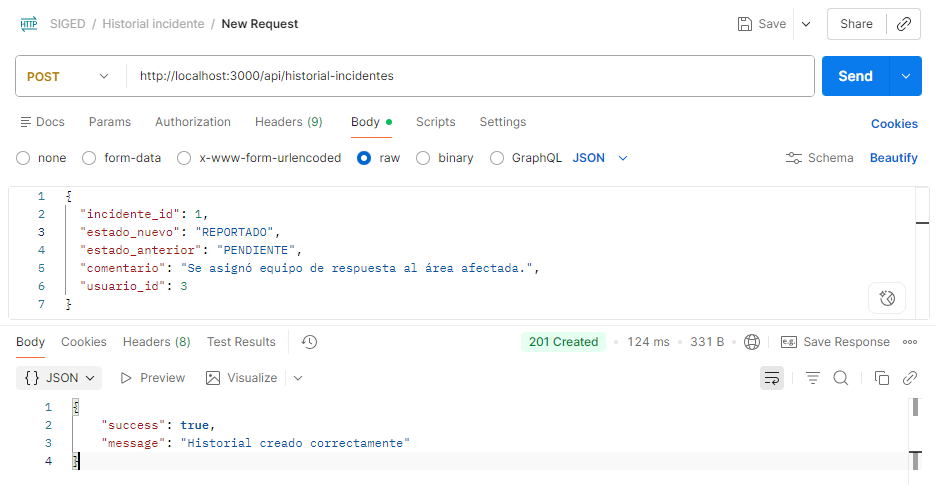 HTTP SIGED / Historial incidente / New Request Save Share
POST http://localhost:3000/api/historial-incidentes Send
Docs Params Authorization Headers (9) Body Scripts Settings Cookies
none form-data x-www-form-urlencoded raw binary GraphQL JSON Schema Beautify
1 {
2 "incidente_id": 1,
3 "estado_nuevo": "REPORTADO",
4 "estado_anterior": "PENDIENTE",
5 "comentario": "Se asignó equipo de respuesta al área afectada.",
6 "usuario_id": 3
7 }
Body Cookies Headers (8) Test Results 201 Created 124 ms 331 B e.g. Save Response
{} JSON Preview Visualize
1 {
2 "success": true,
3 "message": "Historial creado correctamente"
4 }